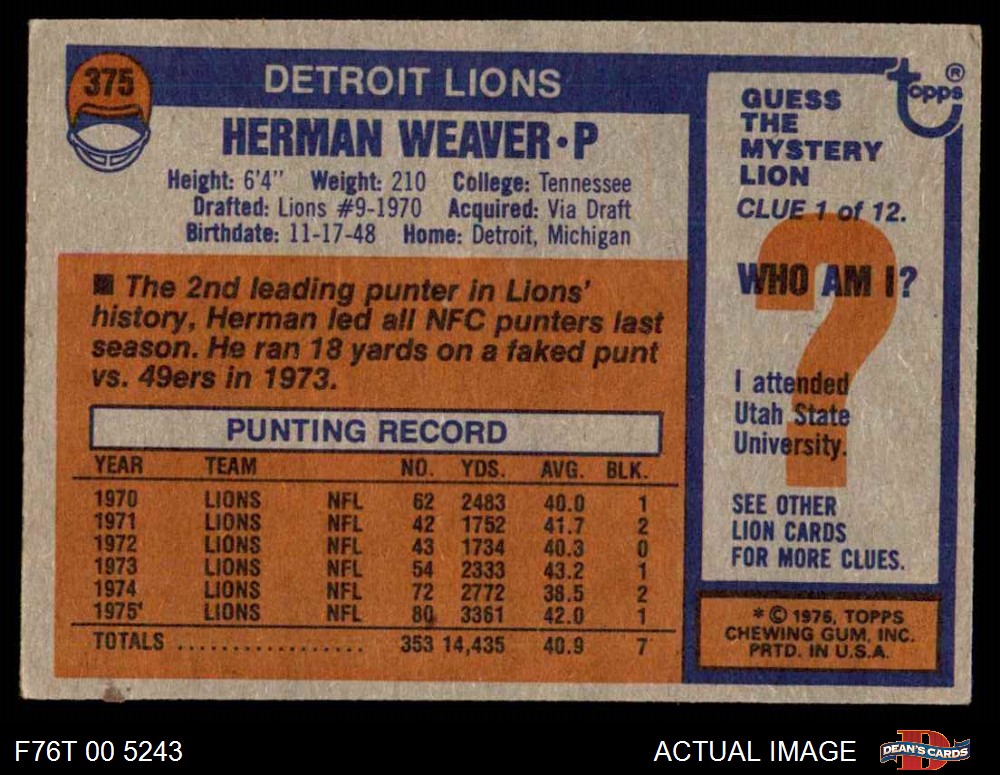 375
DETROIT LIONS
HERMAN WEAVER•P
Height: 6'4" Weight: 210 College: Tennessee
Drafted: Lions #9-1970 Acquired: Via Draft
Birthdate: 11-17-48 Home: Detroit, Michigan
■ The 2nd leading punter in Lions'
history, Herman led all NFC punters last
season. He ran 18 yards on a faked punt
vs. 49ers in 1973.
PUNTING RECORD
YEAR TEAM NO. YDS. AVG. BLK.
1970 LIONS NFL 62 2483 40.0 1
1971 LIONS NFL 42 1752 41.7 2
1972 LIONS NFL 43 1734 40.3 0
1973 LIONS NFL 54 2333 43.2 1
1974 LIONS NFL 72 2772 38.5 2
1975' LIONS NFL 80 3361 42.0 1
TOTALS .................. 353 14,435 40.9 7
topps ®
GUESS
THE
MYSTERY
LION
CLUE 1 of 12.
WHO AM I?
?
I attended
Utah State
University.
SEE OTHER
LION CARDS
FOR MORE CLUES.
* © 1976, TOPPS
CHEWING GUM, INC.
PRTD. IN U.S.A.
F76T 00 5243
ACTUAL IMAGE
D
DEAN'S CARDS